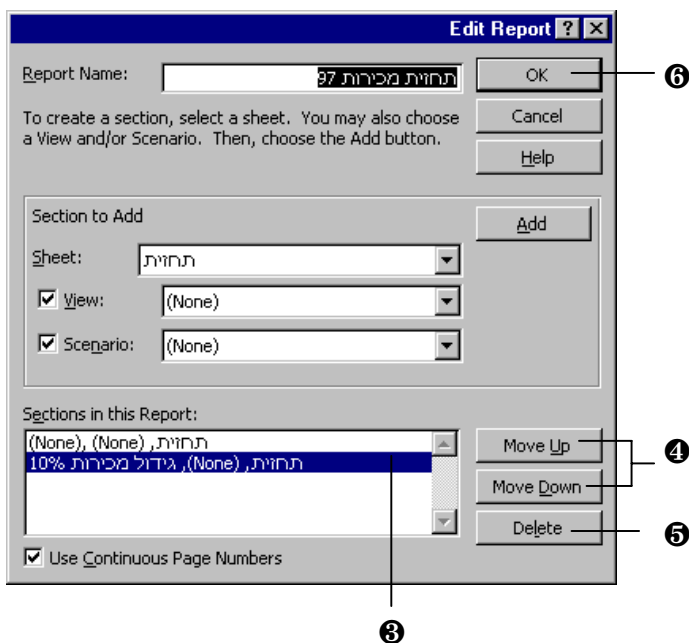 Edit Report
Report Name: תחזית מכירות 97
OK
❻
To create a section, select a sheet. You may also choose
a View and/or Scenario. Then, choose the Add button.
Cancel
Help
Section to Add
Add
Sheet: תחזית
View: (None)
Scenario: (None)
Sections in this Report:
תחזית, (None), (None)
תחזית, (None), גידול מכירות 10%
Move Up
❹
Move Down
Delete
❺
Use Continuous Page Numbers
❸